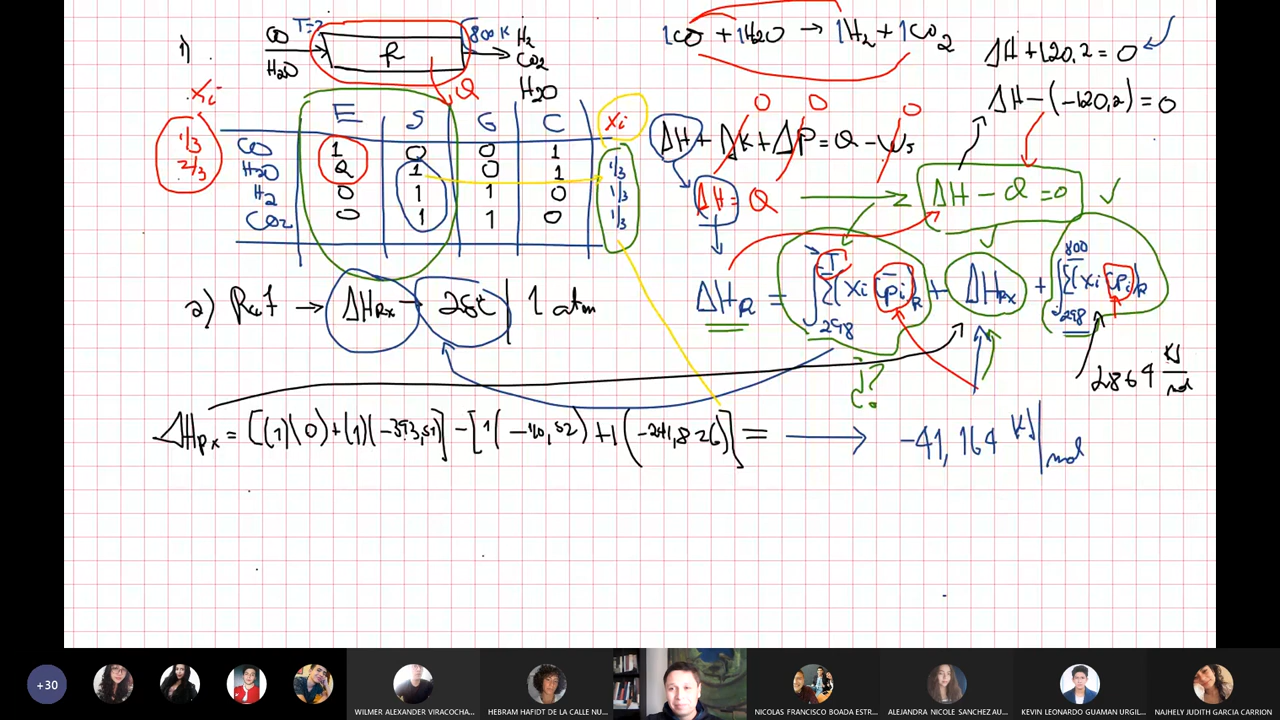 1)
CO T=?
H2O
R
800K H2
CO2
H2O
Q
1CO + 1H2O → 1H2 + 1CO2
ΔH+120,2=0
ΔH-(-120,2)=0
Xi
1/3
2/3
E S G C Xi
CO 1 0 0 1
H2O 2 1 0 1 1/3
H2 0 1 1 0 1/3
CO2 0 1 1 0 1/3
0 0 0
ΔH + ΔK + ΔP = Q - Ws
ΔH = Q
ΔH - Q = 0
2) Ref → ΔHRx → 25°C | 1 atm
ΔHR = ∫298 T Σ(Xi Cpi)R + ΔHRx + ∫298 800 Σ(Xi Cpi)R
2864 KJ/mol
ΔHRx = [(1)(0)+(1)(-393,51)] - [1(-110,52) +1(-241,826)] = → -41,164 KJ/mol
+30
WILMER ALEXANDER VIRACOCHA...
HEBRAM HAFIDT DE LA CALLE NU...
NICOLAS FRANCISCO BOADA ESTR...
ALEJANDRA NICOLE SANCHEZ AU...
KEVIN LEONARDO GUAMAN URGIL...
NAJHELY JUDITH GARCIA CARRION